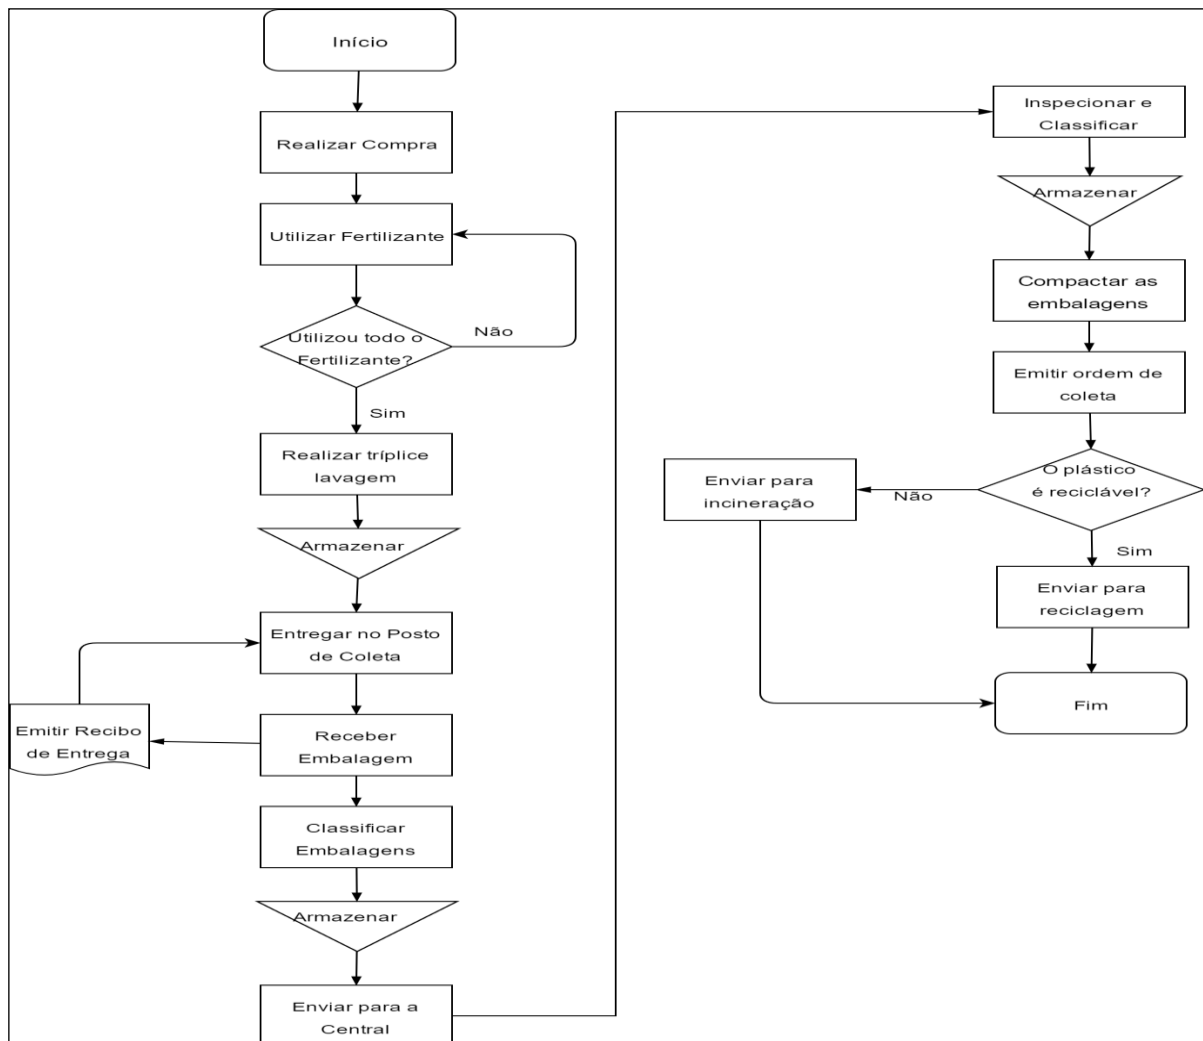 Início
Realizar Compra
Utilizar Fertilizante
Utilizou todo o
Fertilizante?
Não
Sim
Realizar tríplice
lavagem
Armazenar
Entregar no Posto
de Coleta
Emitir Recibo
de Entrega
Receber
Embalagem
Classificar
Embalagens
Armazenar
Enviar para a
Central
Inspecionar e
Classificar
Armazenar
Compactar as
embalagens
Emitir ordem de
coleta
O plástico
é reciclável?
Não
Enviar para
incineração
Sim
Enviar para
reciclagem
Fim